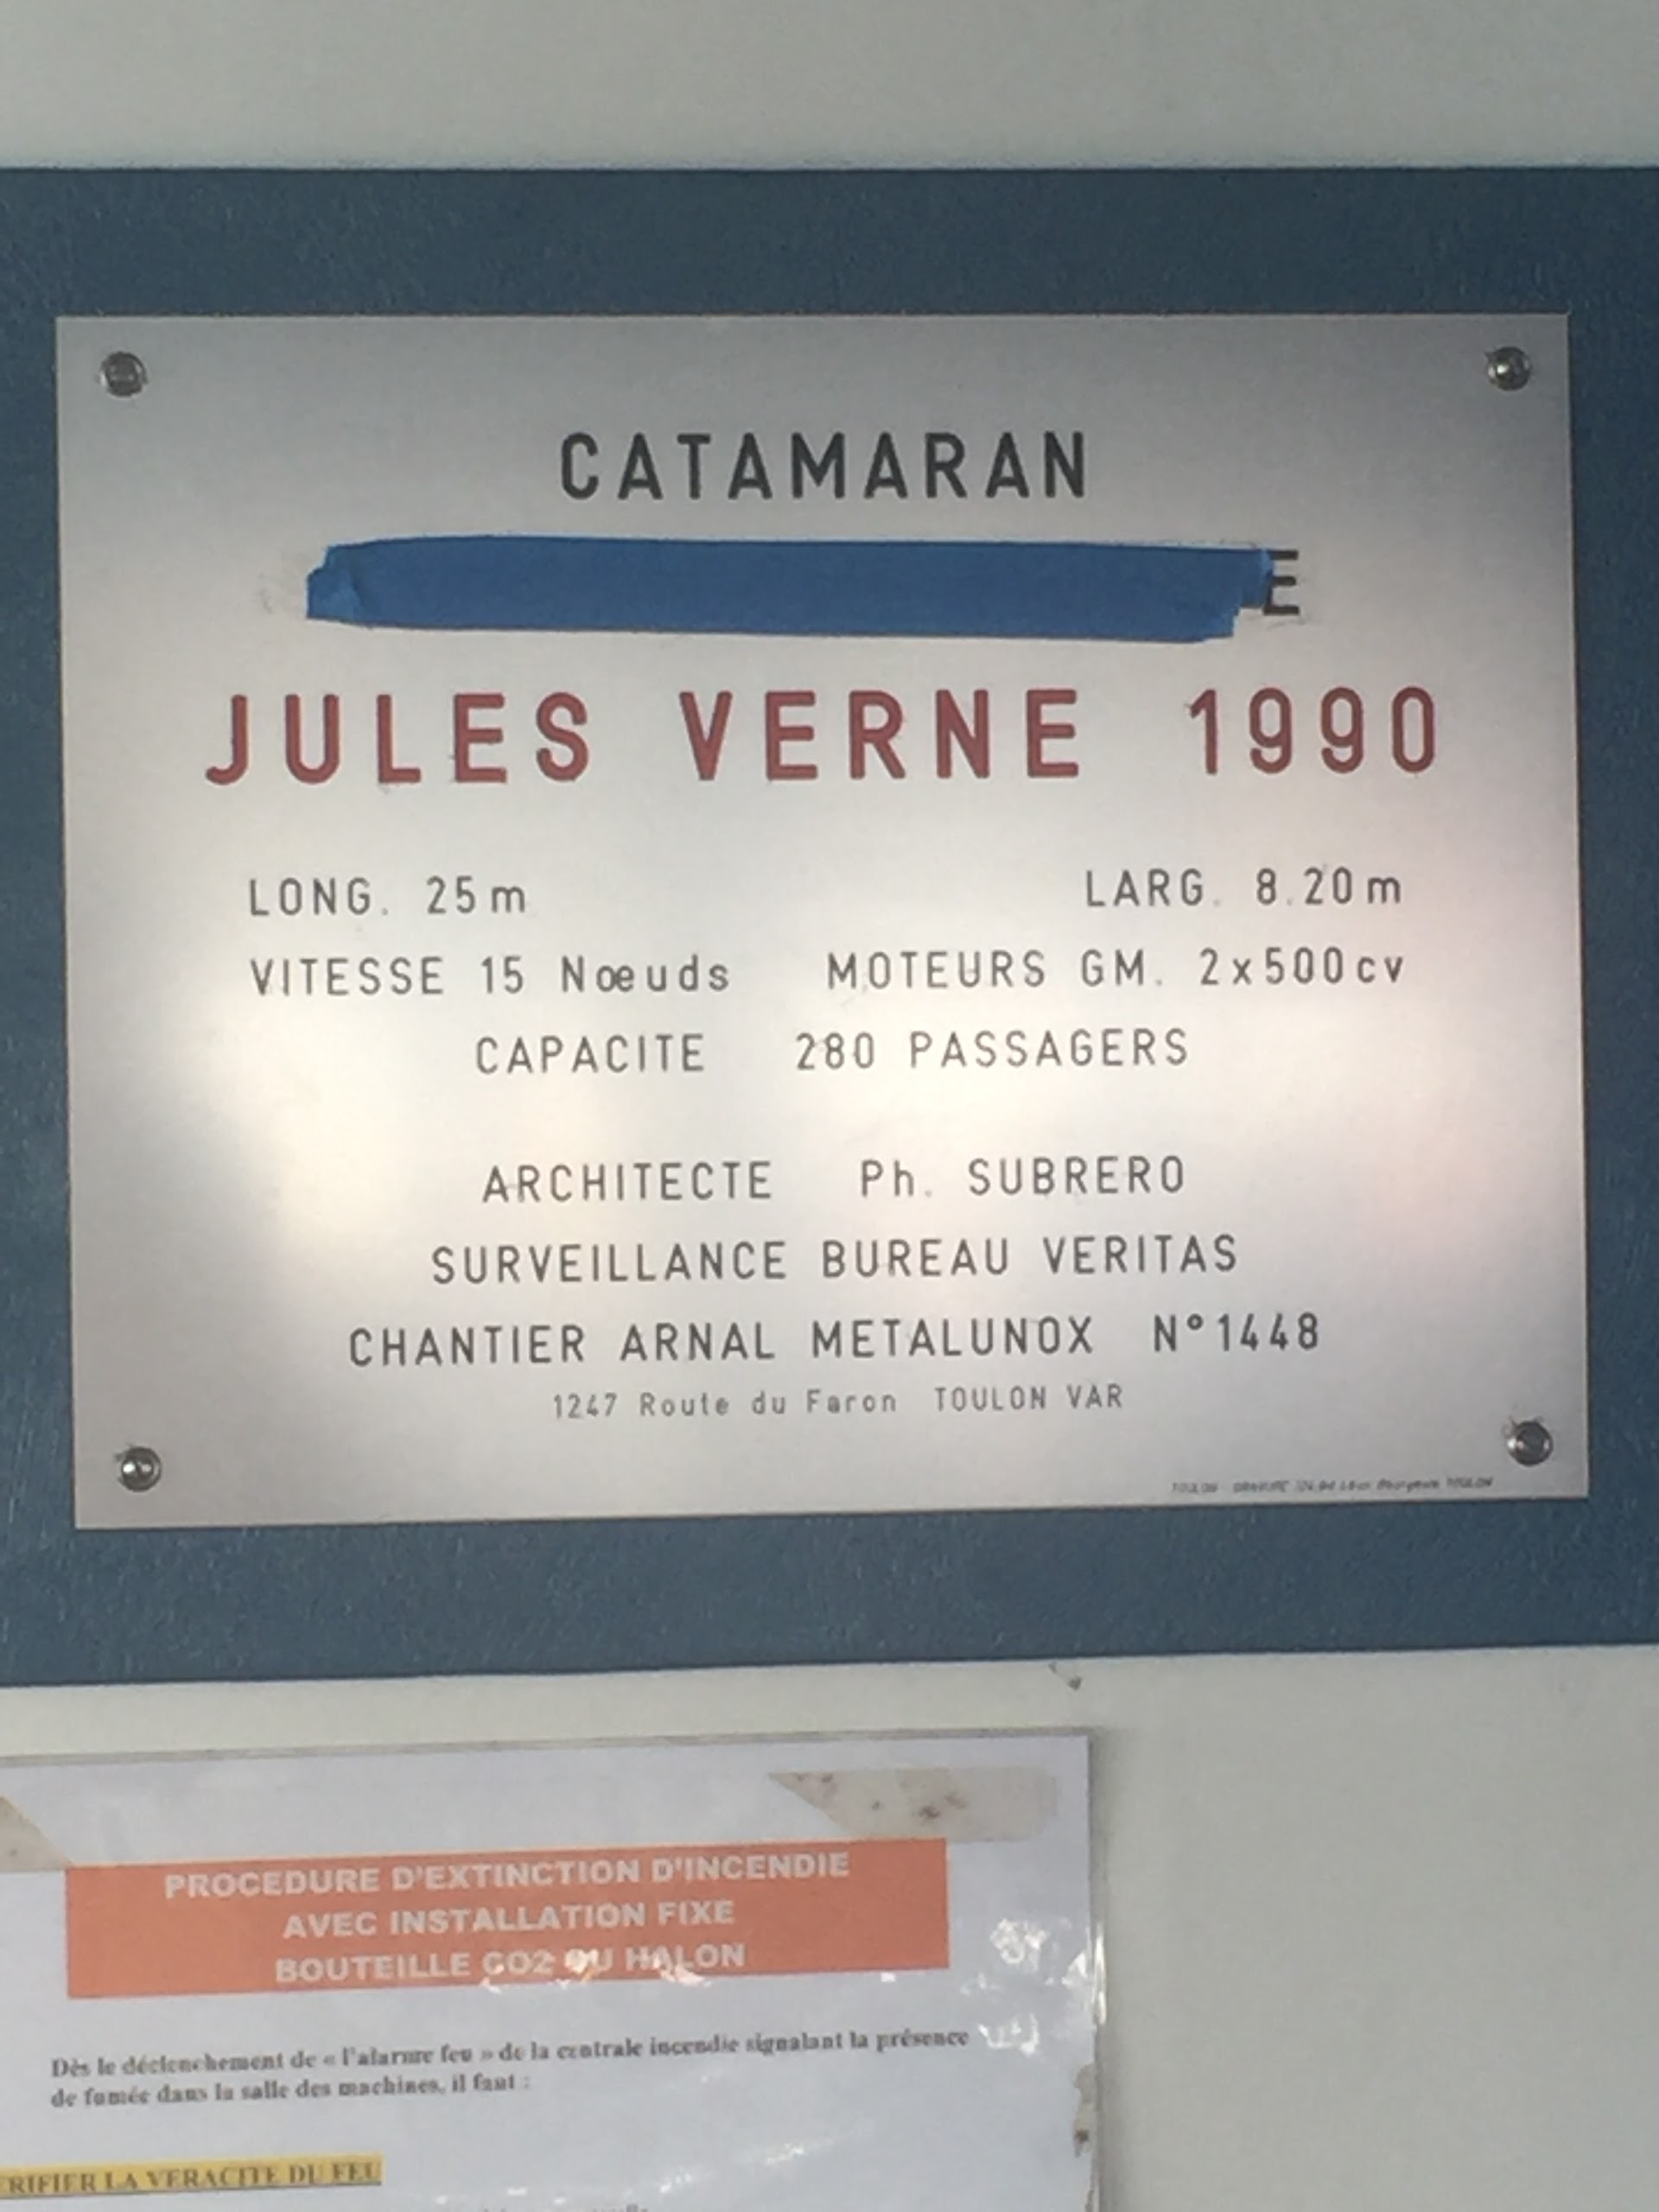 CATAMARAN
E
JULES VERNE 1990
LONG. 25m LARG. 8.20m
VITESSE 15 Nœuds MOTEURS GM. 2x500cv
CAPACITE 280 PASSAGERS
ARCHITECTE Ph. SUBRERO
SURVEILLANCE BUREAU VERITAS
CHANTIER ARNAL METALUNOX N°1448
1247 Route du Faron TOULON VAR
PROCEDURE D'EXTINCTION D'INCENDIE
AVEC INSTALLATION FIXE
BOUTEILLE CO2 OU HALON
Dès le déclenchement de « l'alarme feu » de la centrale incendie signalant la présence
de fumée dans la salle des machines, il faut :
ERIFIER LA VERACITE DU FEU